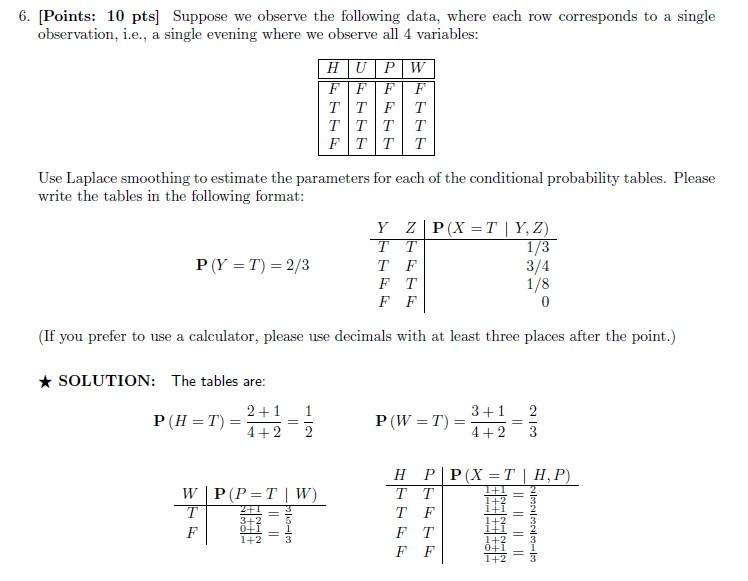 6. [Points: 10 pts] Suppose we observe the following data, where each row corresponds to a single
observation, i.e., a single evening where we observe all 4 variables:
H U P W
F F F F
T T F T
T T T T
F T T T
Use Laplace smoothing to estimate the parameters for each of the conditional probability tables. Please
write the tables in the following format:
P (Y = T) = 2/3
Y Z P (X = T | Y, Z)
T T 1/3
T F 3/4
F T 1/8
F F 0
(If you prefer to use a calculator, please use decimals with at least three places after the point.)
★ SOLUTION: The tables are:
P (H = T) = (2+1)/(4+2) = 1/2
P (W = T) = (3+1)/(4+2) = 2/3
W P (P = T | W)
T (2+1)/(3+2) = 3/5
F (0+1)/(1+2) = 1/3
H P P (X = T | H, P)
T T (1+1)/(1+2) = 2/3
T F (1+1)/(1+2) = 2/3
F T (1+1)/(1+2) = 2/3
F F (0+1)/(1+2) = 1/3